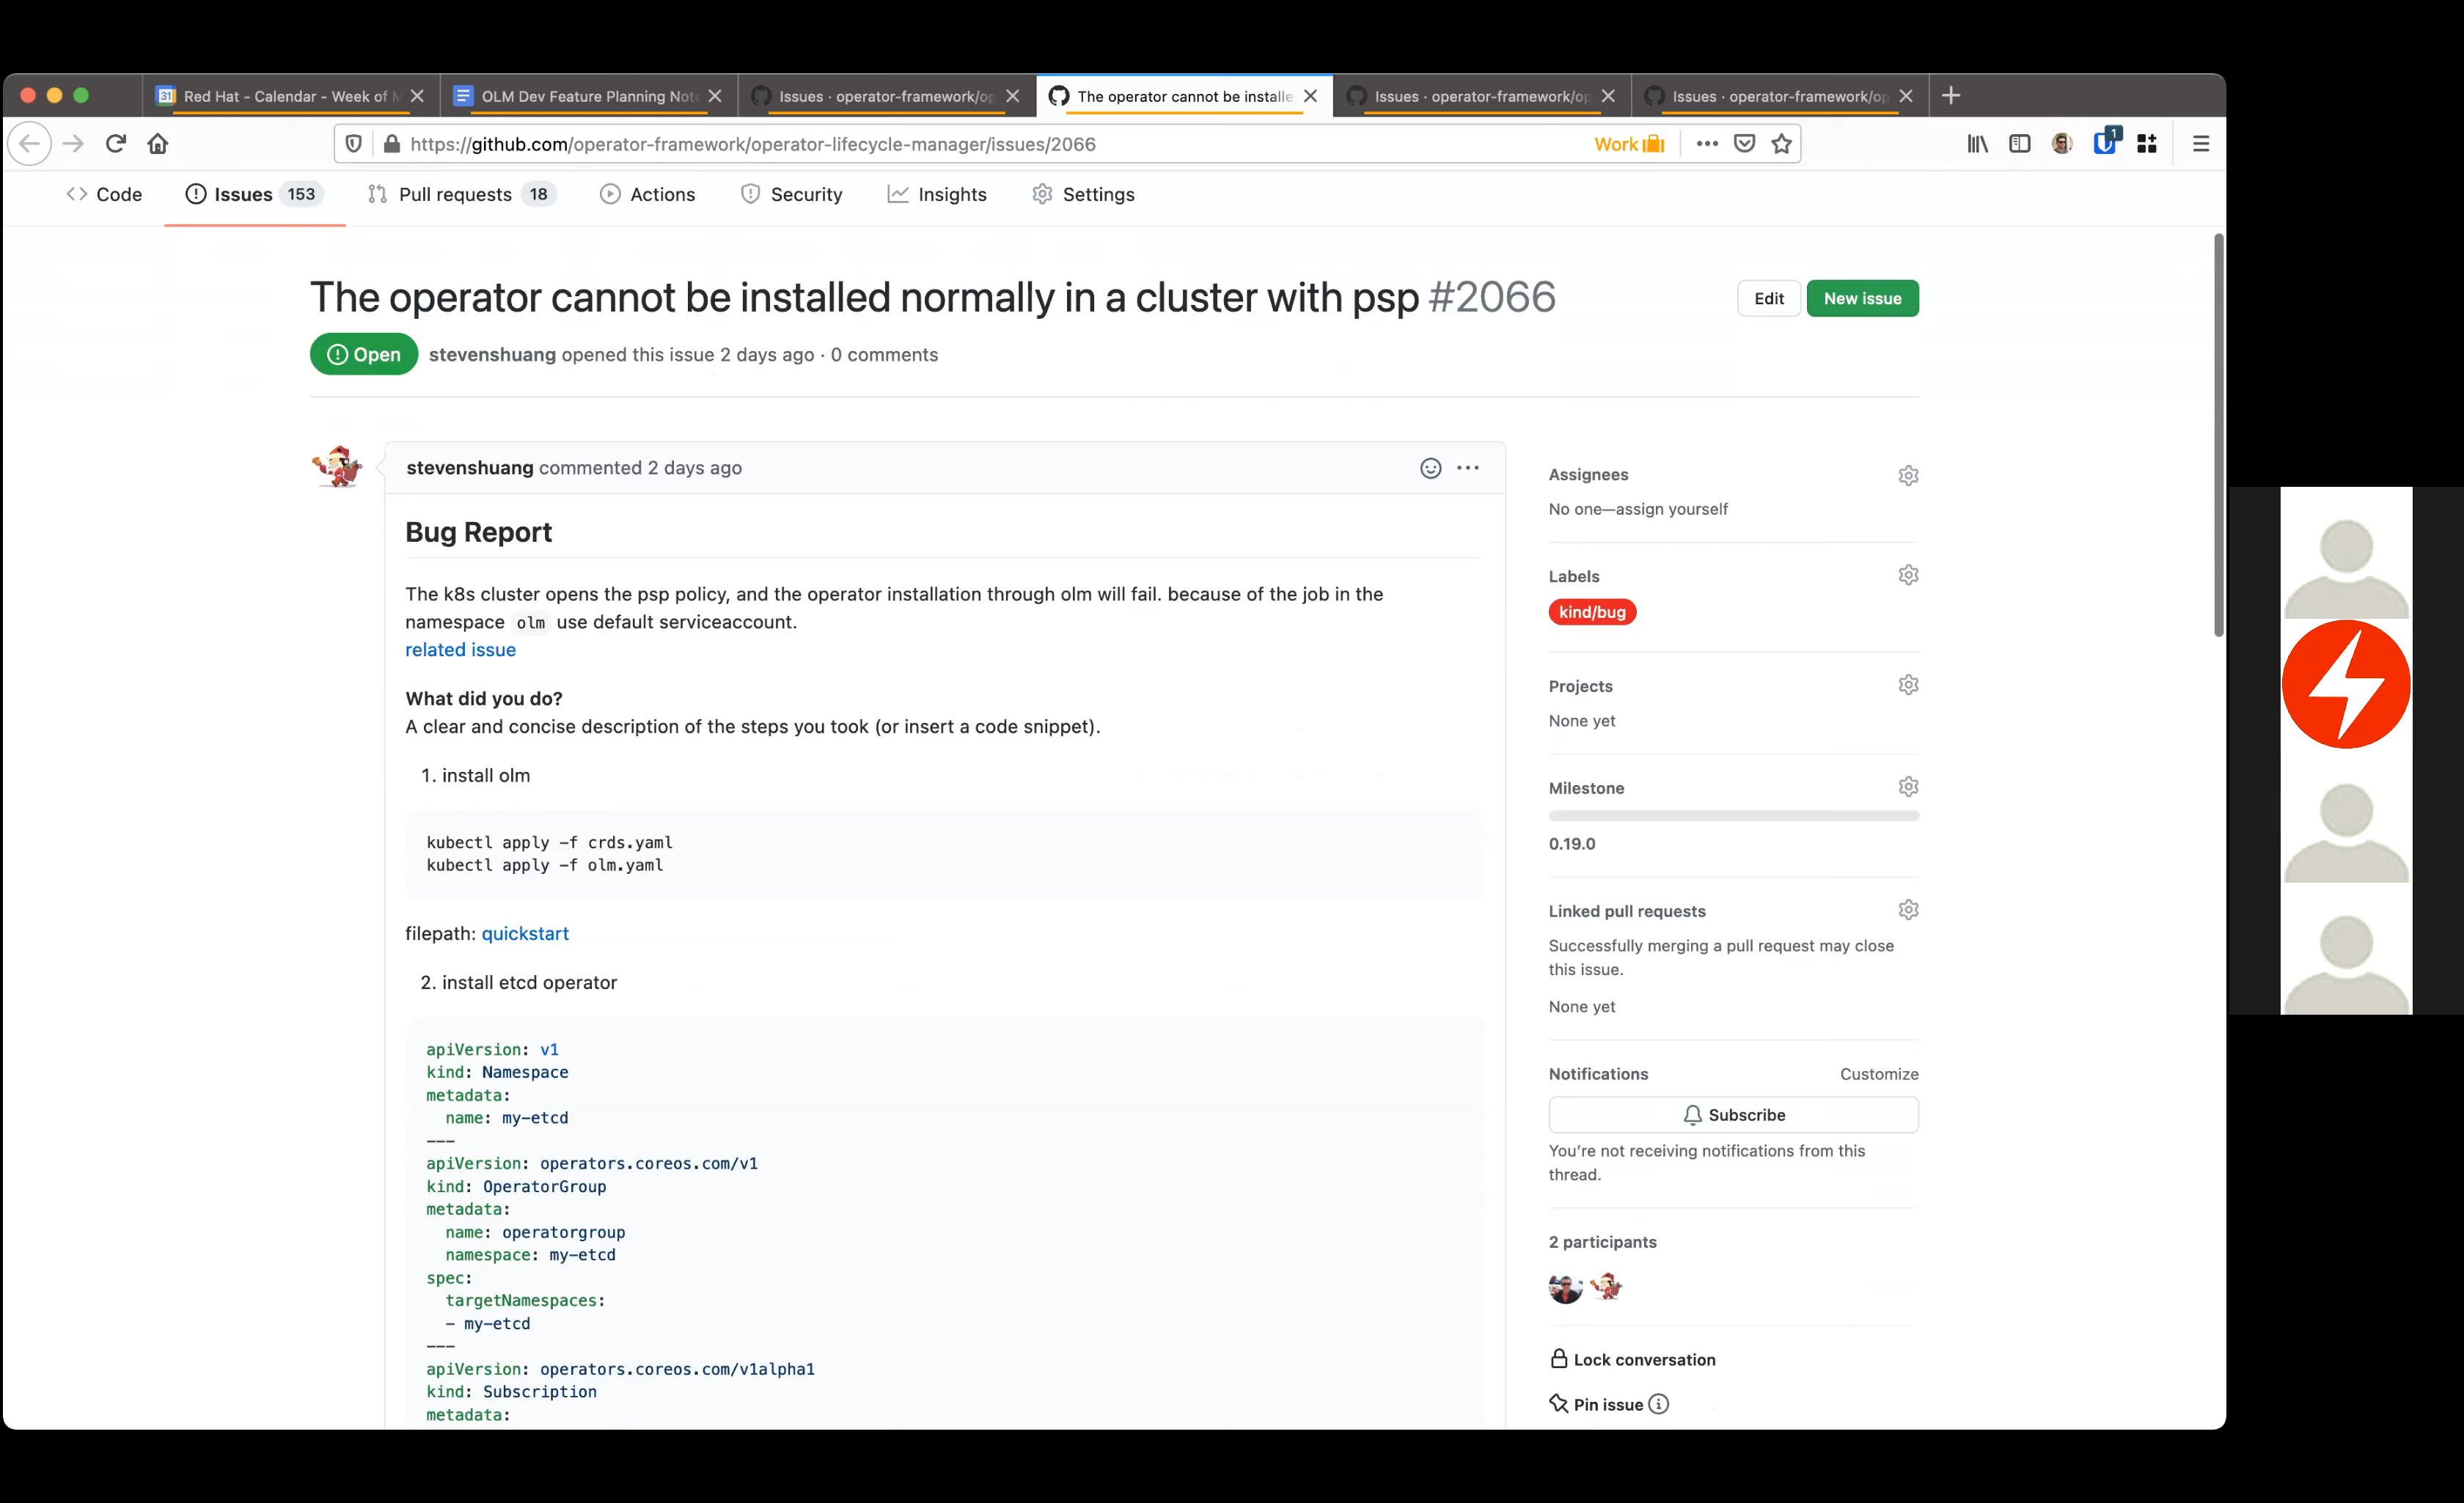 Red Hat - Calendar - Week of
OLM Dev Feature Planning Not
Issues · operator-framework/op
The operator cannot be installe
Issues · operator-framework/op
Issues · operator-framework/op
https://github.com/operator-framework/operator-lifecycle-manager/issues/2066
Work
1
Code
Issues 153
Pull requests 18
Actions
Security
Insights
Settings
The operator cannot be installed normally in a cluster with psp #2066
Edit
New issue
Open
stevenshuang opened this issue 2 days ago · 0 comments
stevenshuang commented 2 days ago
Bug Report
The k8s cluster opens the psp policy, and the operator installation through olm will fail. because of the job in the
namespace olm use default serviceaccount.
related issue
What did you do?
A clear and concise description of the steps you took (or insert a code snippet).
1. install olm
kubectl apply -f crds.yaml
kubectl apply -f olm.yaml
filepath: quickstart
2. install etcd operator
apiVersion: v1
kind: Namespace
metadata:
name: my-etcd
---
apiVersion: operators.coreos.com/v1
kind: OperatorGroup
metadata:
name: operatorgroup
namespace: my-etcd
spec:
targetNamespaces:
- my-etcd
---
apiVersion: operators.coreos.com/v1alpha1
kind: Subscription
metadata:
Assignees
No one—assign yourself
Labels
kind/bug
Projects
None yet
Milestone
0.19.0
Linked pull requests
Successfully merging a pull request may close
this issue.
None yet
Notifications
Customize
Subscribe
You're not receiving notifications from this
thread.
2 participants
Lock conversation
Pin issue